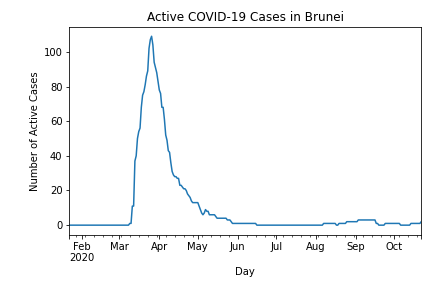 Active COVID-19 Cases in Brunei
Number of Active Cases
100
80
60
40
20
0
Feb Mar Apr May Jun Jul Aug Sep Oct
2020
Day